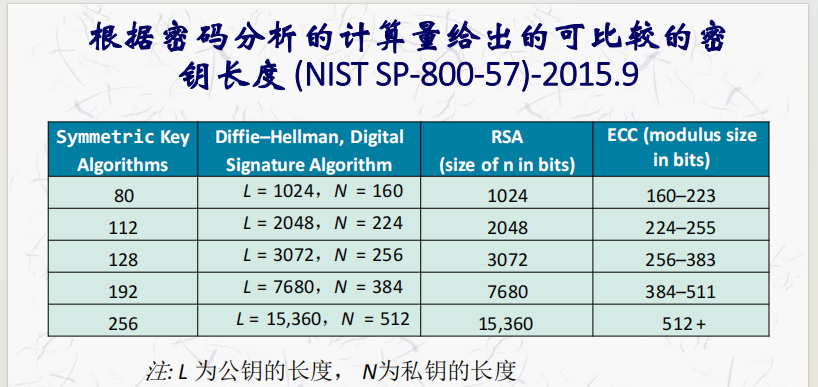 根据密码分析的计算量给出的可比较的密
钥长度 (NIST SP-800-57)-2015.9
Symmetric Key Algorithms Diffie–Hellman, Digital Signature Algorithm RSA (size of n in bits) ECC (modulus size in bits)
80 L = 1024，N = 160 1024 160–223
112 L = 2048，N = 224 2048 224–255
128 L = 3072，N = 256 3072 256–383
192 L = 7680，N = 384 7680 384–511
256 L = 15,360，N = 512 15,360 512 +
注: L 为公钥的长度， N为私钥的长度